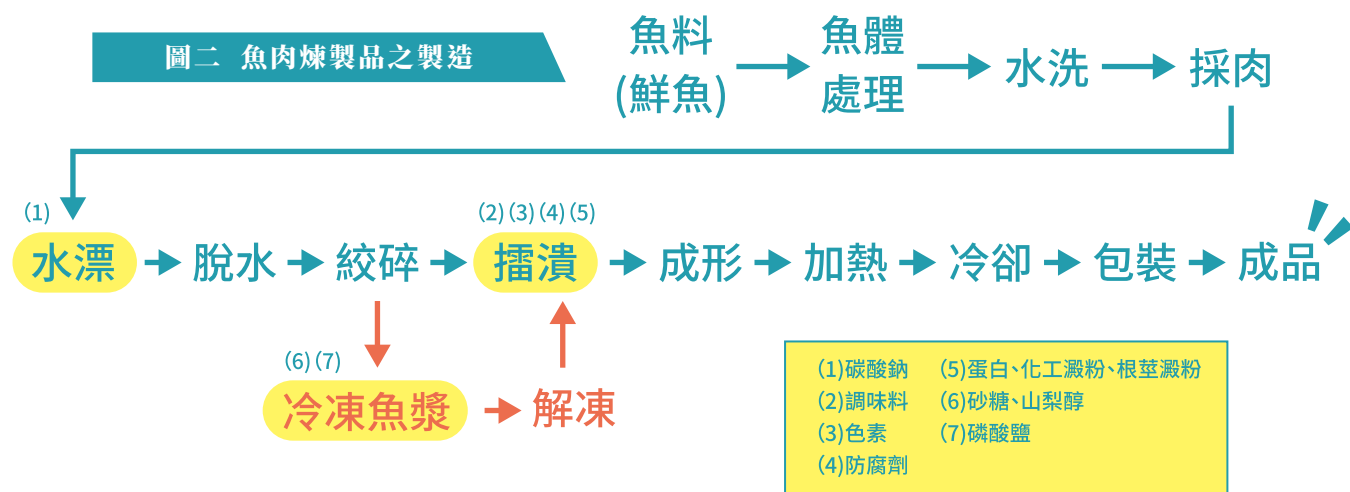 圖二 魚肉煉製品之製造
魚料
(鮮魚)
魚體
處理
水洗
採肉
(1)
水漂
脫水
絞碎
(2)(3)(4)(5)
擂潰
成形
加熱
冷卻
包裝
成品
(6)(7)
冷凍魚漿
解凍
(1)碳酸鈉
(2)調味料
(3)色素
(4)防腐劑
(5)蛋白、化工澱粉、根莖澱粉
(6)砂糖、山梨醇
(7)磷酸鹽